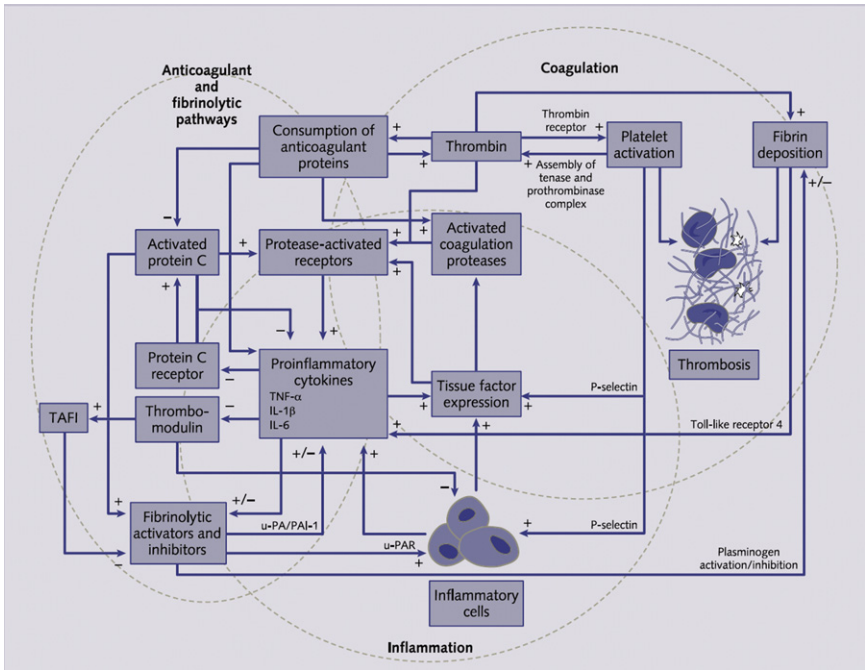 Anticoagulant
and
fibrinolytic
pathways
Coagulation
Consumption of
anticoagulant
proteins
+
+
Thrombin
Thrombin
receptor
+
+
Assembly of
tenase and
prothrombinase
complex
Platelet
activation
+
Fibrin
deposition
+/–
–
Activated
protein C
+
+
Protease-activated
receptors
+
+
+
Activated
coagulation
proteases
–
+
Protein C
receptor
–
Proinflammatory
cytokines
TNF-α
IL-1β
IL-6
+
Tissue factor
expression
+
P-selectin
Thrombosis
TAFI
+
Thrombo-
modulin
–
+
+
Toll-like receptor 4
+/–
+
–
+/–
+
Fibrinolytic
activators and
inhibitors
–
u-PA/PAI-1
u-PAR
+
+
P-selectin
Plasminogen
activation/inhibition
Inflammatory
cells
Inflammation